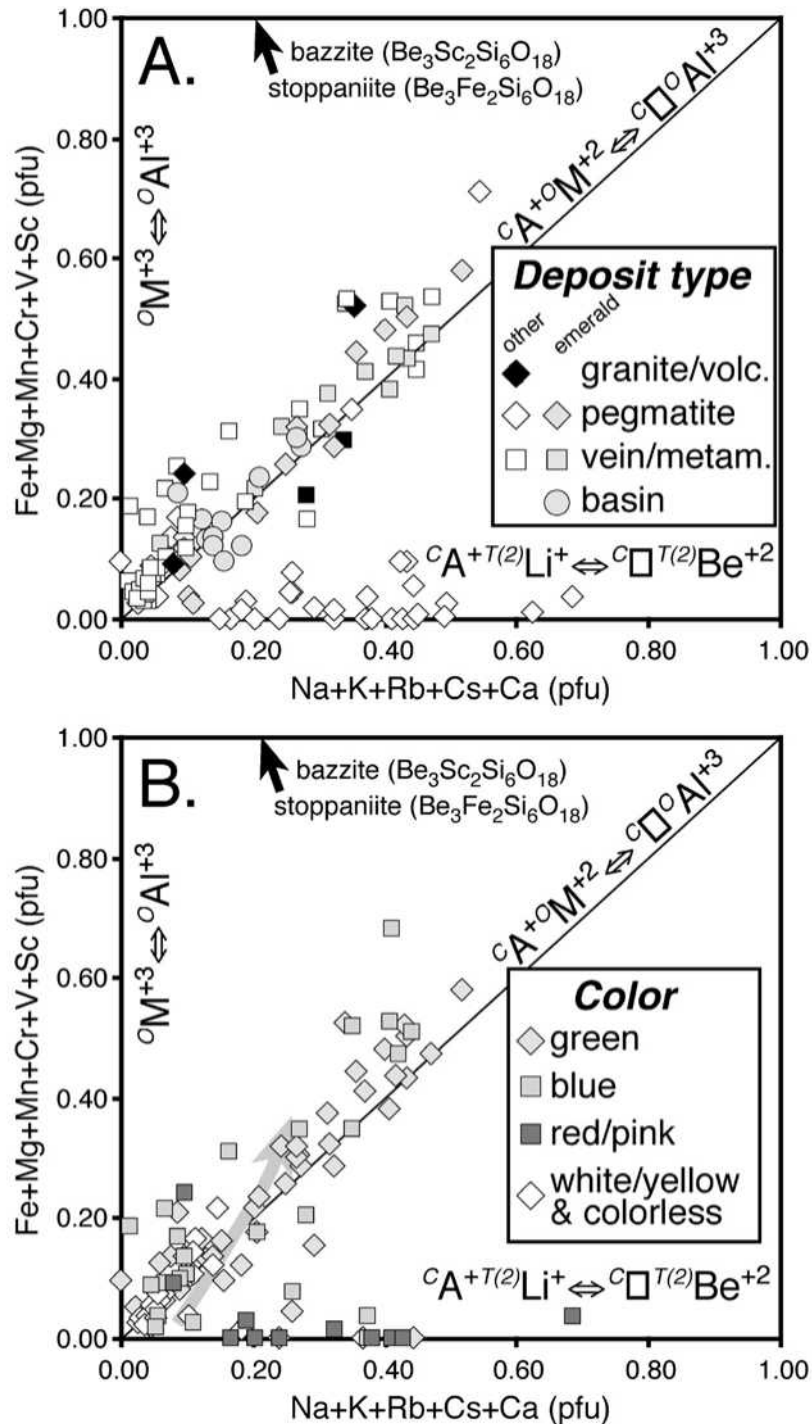 A.
bazzite (Be₃Sc₂Si₆O₁₈)
stoppaniite (Be₃Fe₂Si₆O₁₈)
ᴼM⁺³ ⇔ ᴼAl⁺³
ᶜA⁺ᴼM⁺² ⇔ ᶜ□ᴼAl⁺³
Fe+Mg+Mn+Cr+V+Sc (pfu)
1.00
0.80
0.60
0.40
0.20
0.00
Deposit type
other emerald
granite/volc.
pegmatite
vein/metam.
basin
ᶜA⁺ᵀ⁽²⁾Li⁺ ⇔ ᶜ□ᵀ⁽²⁾Be⁺²
0.00 0.20 0.40 0.60 0.80 1.00
Na+K+Rb+Cs+Ca (pfu)
B.
bazzite (Be₃Sc₂Si₆O₁₈)
stoppaniite (Be₃Fe₂Si₆O₁₈)
ᴼM⁺³ ⇔ ᴼAl⁺³
ᶜA⁺ᴼM⁺² ⇔ ᶜ□ᴼAl⁺³
Fe+Mg+Mn+Cr+V+Sc (pfu)
1.00
0.80
0.60
0.40
0.20
0.00
Color
green
blue
red/pink
white/yellow
& colorless
ᶜA⁺ᵀ⁽²⁾Li⁺ ⇔ ᶜ□ᵀ⁽²⁾Be⁺²
0.00 0.20 0.40 0.60 0.80 1.00
Na+K+Rb+Cs+Ca (pfu)